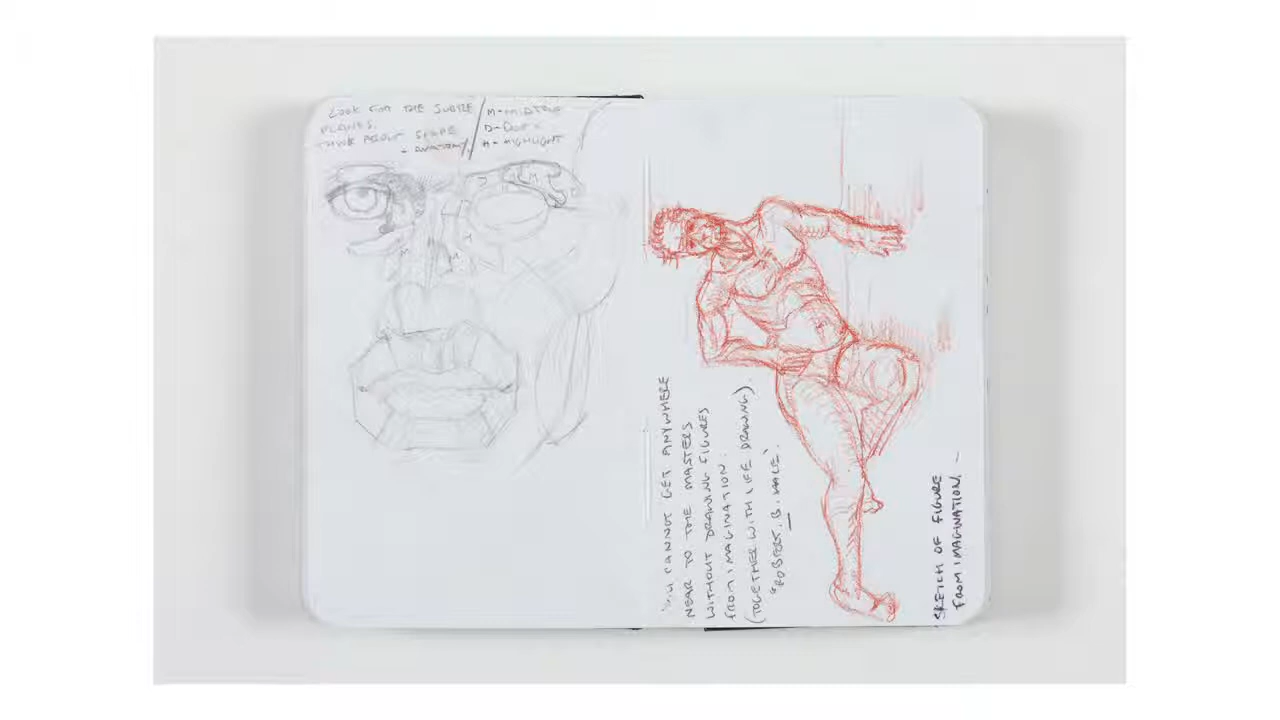 LOOK FOR THE SUBTLE
PLANES.
THINK ABOUT SHAPE
+ ANATOMY.
M = MIDTONE
D = DARK
H = HIGHLIGHT
YOU CANNOT GET ANYWHERE
NEAR TO THE MASTERS
WITHOUT DRAWING FIGURES
FROM IMAGINATION.
(TOGETHER WITH LIFE DRAWING).
"ROBERT. B. HALE."
SKETCH OF FIGURE
FROM IMAGINATION. –